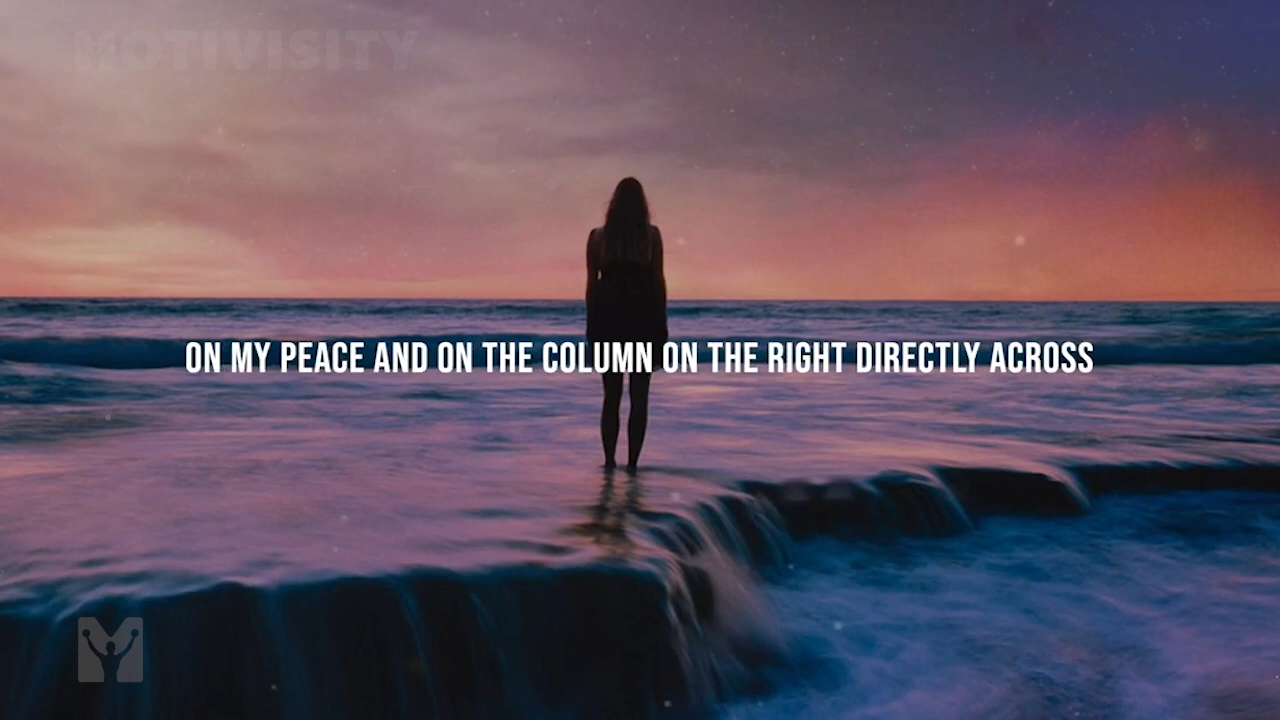 MOTIVISITY
ON MY PEACE AND ON THE COLUMN ON THE RIGHT DIRECTLY ACROSS